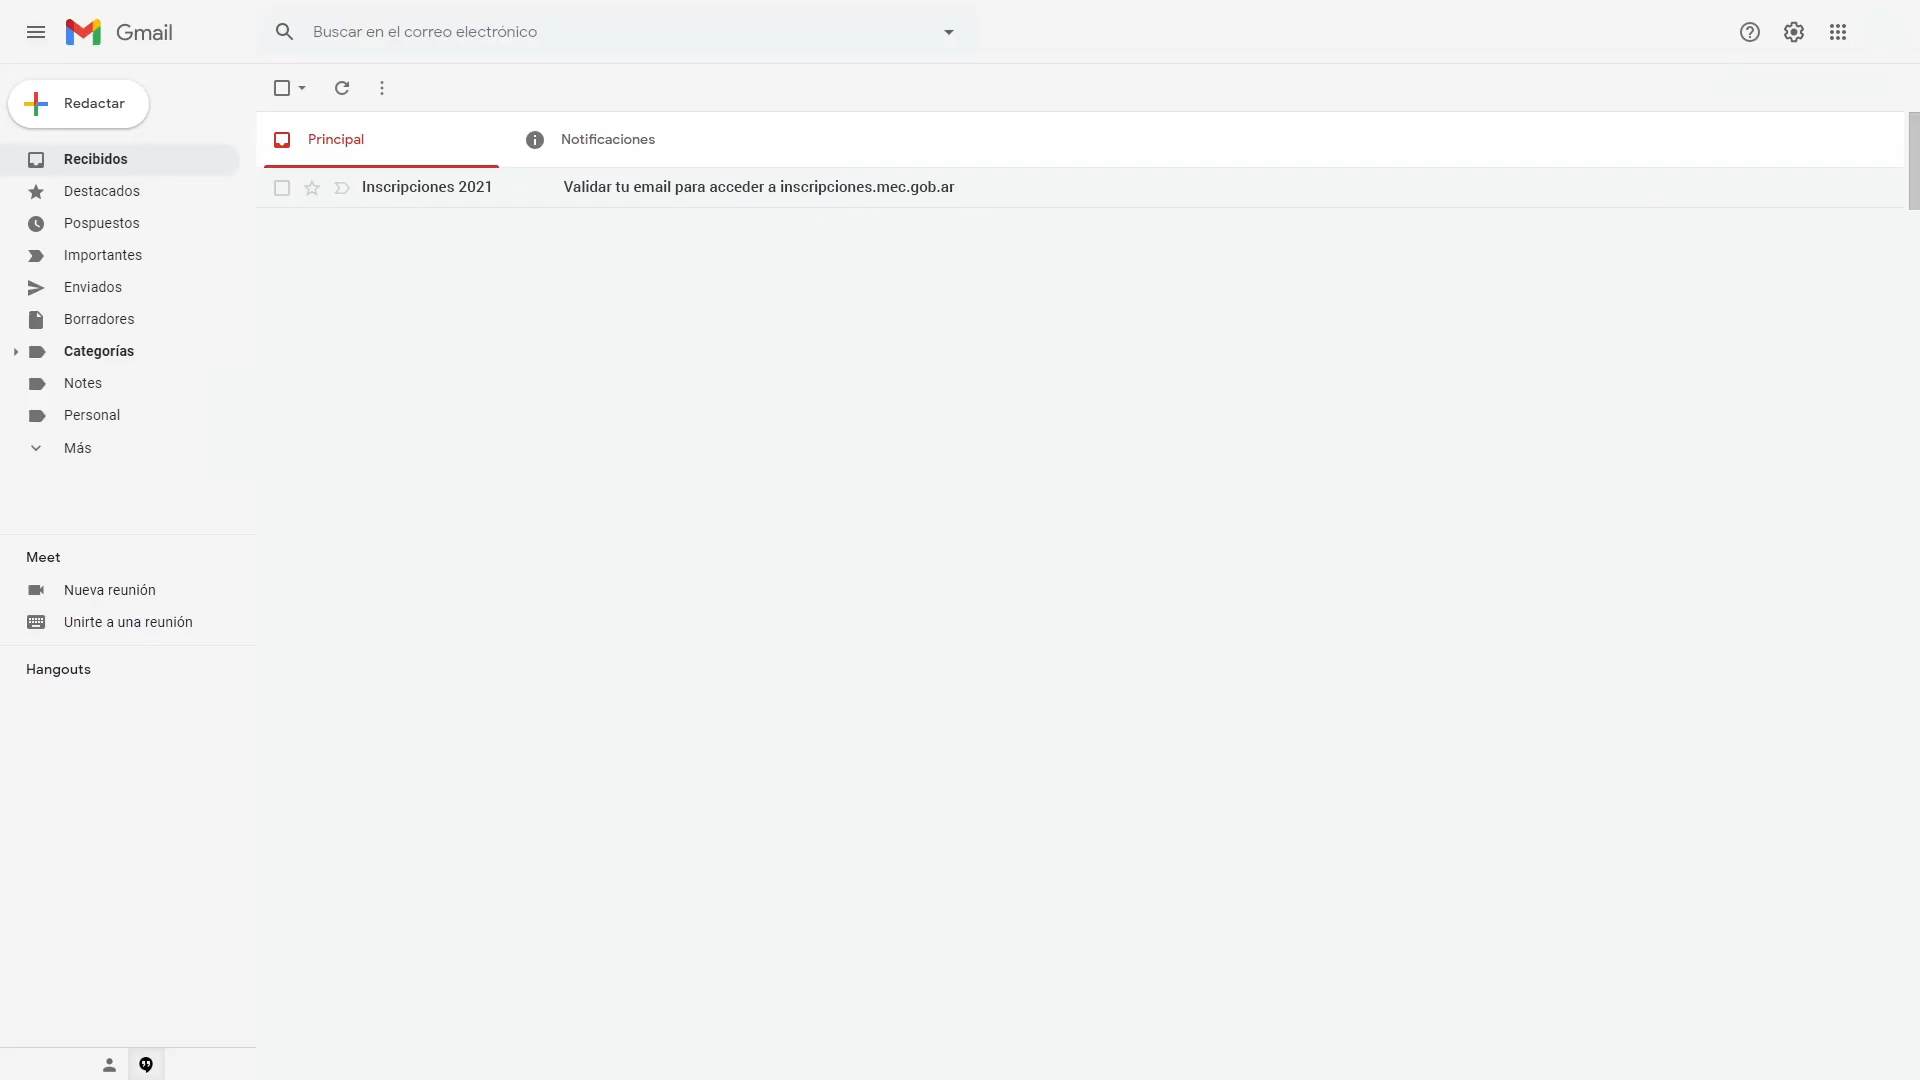 Gmail
Buscar en el correo electrónico
Redactar
Principal
Notificaciones
Recibidos
Inscripciones 2021 Validar tu email para acceder a inscripciones.mec.gob.ar
Destacados
Pospuestos
Importantes
Enviados
Borradores
Categorías
Notes
Personal
Más
Meet
Nueva reunión
Unirte a una reunión
Hangouts